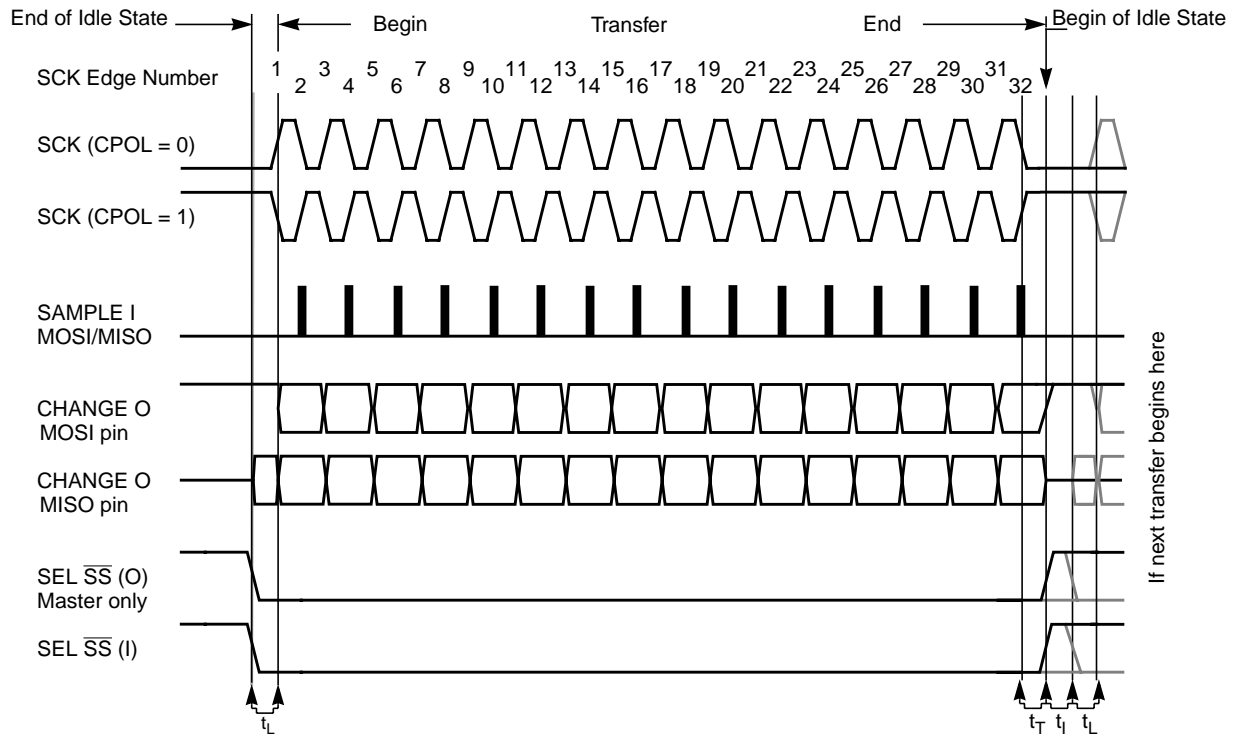 End of Idle State
Begin
Transfer
End
Begin of Idle State
SCK Edge Number
1 3 5 7 9 11 13 15 17 19 21 23 25 27 29 31
2 4 6 8 10 12 14 16 18 20 22 24 26 28 30 32
SCK (CPOL = 0)
SCK (CPOL = 1)
SAMPLE I
MOSI/MISO
CHANGE O
MOSI pin
CHANGE O
MISO pin
SEL S̅S̅ (O)
Master only
SEL S̅S̅ (I)
tL
tT tI tL
If next transfer begins here